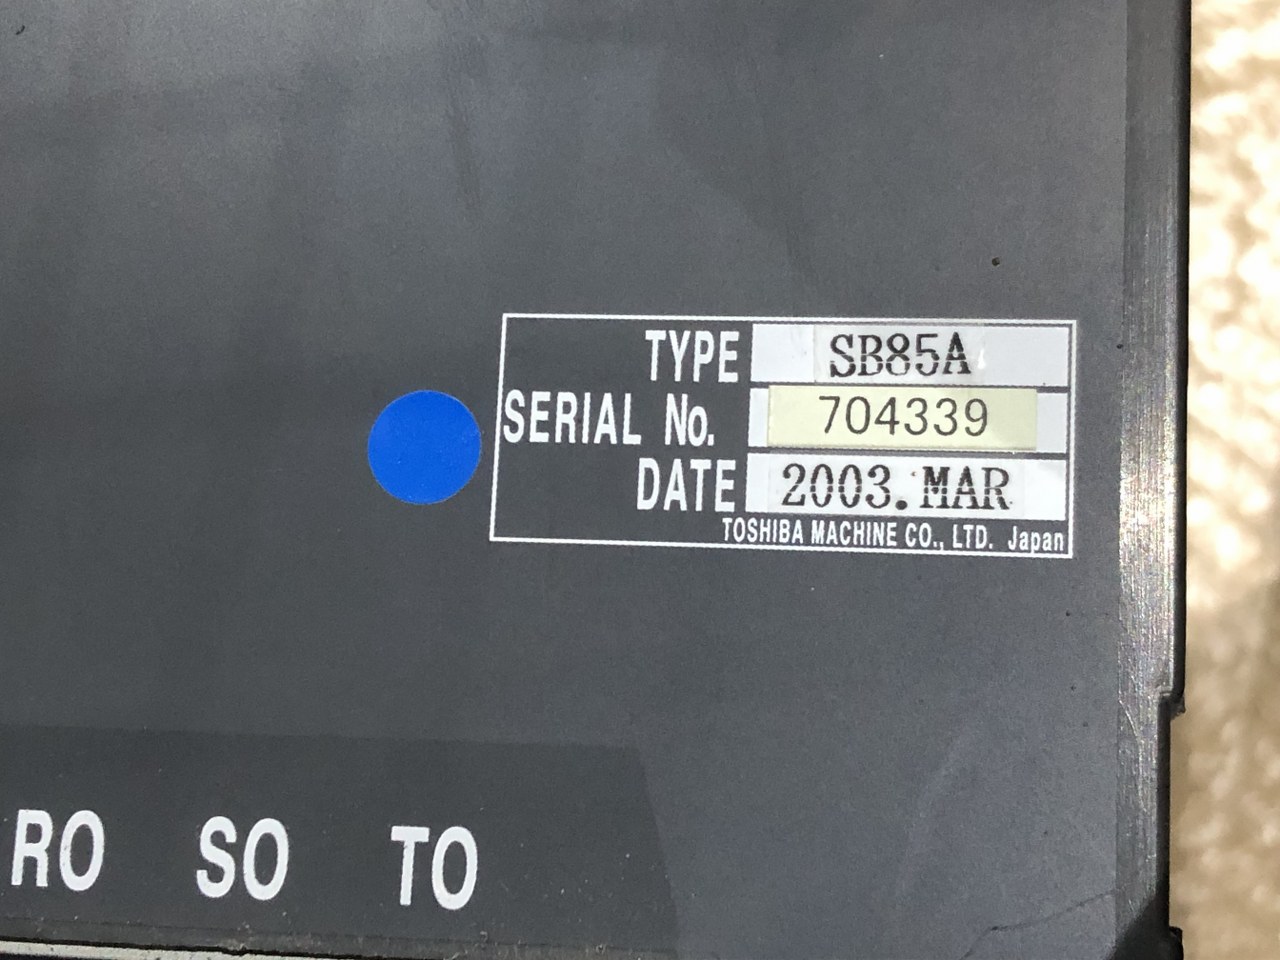 TYPE SB85A
SERIAL No. 704339
DATE 2003.MAR
TOSHIBA MACHINE CO., LTD. Japan
RO SO TO